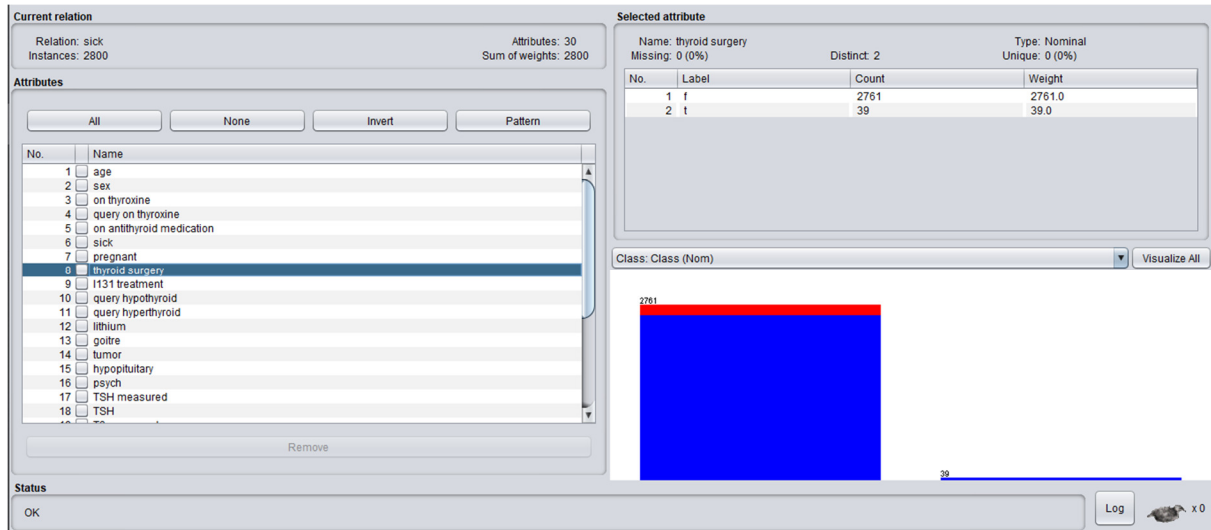 Current relation
Relation: sick
Attributes: 30
Instances: 2800
Sum of weights: 2800
Attributes
All
None
Invert
Pattern
No.
Name
1 age
2 sex
3 on thyroxine
4 query on thyroxine
5 on antithyroid medication
6 sick
7 pregnant
8 thyroid surgery
9 I131 treatment
10 query hypothyroid
11 query hyperthyroid
12 lithium
13 goitre
14 tumor
15 hypopituitary
16 psych
17 TSH measured
18 TSH
Remove
Status
OK
Selected attribute
Name: thyroid surgery
Type: Nominal
Missing: 0 (0%)
Distinct: 2
Unique: 0 (0%)
No. Label Count Weight
1 f 2761 2761.0
2 t 39 39.0
Class: Class (Nom)
Visualize All
2761
39
Log
x 0